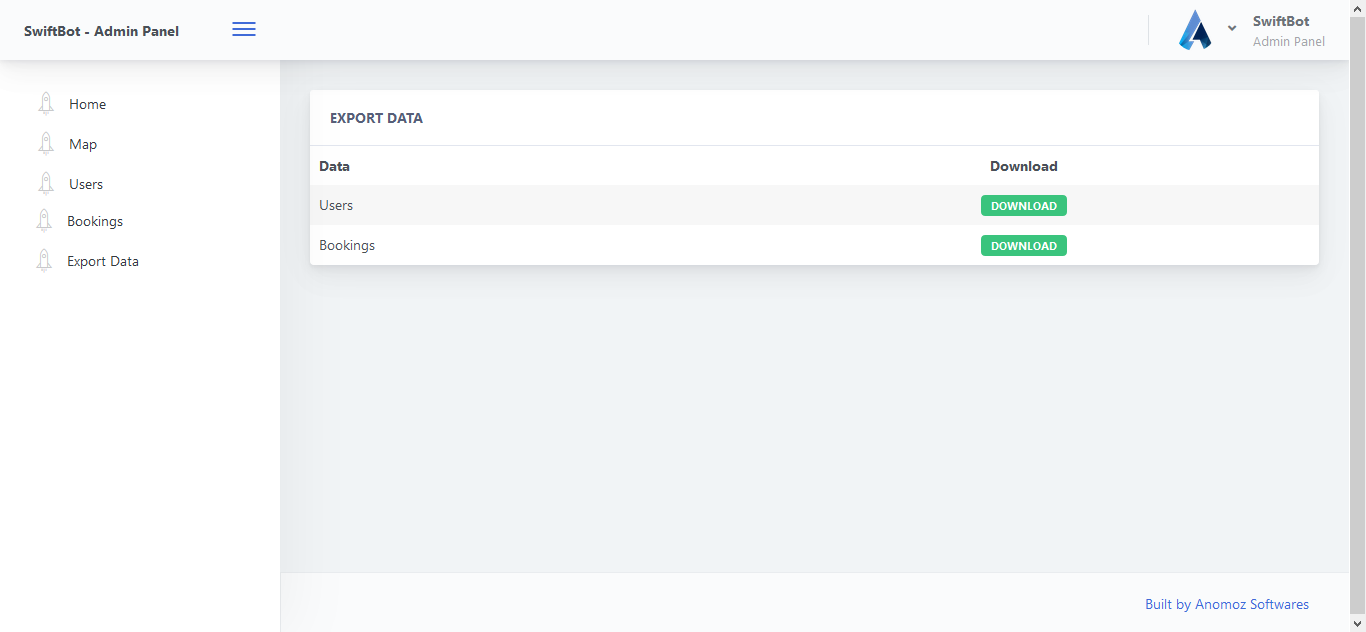 SwiftBot - Admin Panel
SwiftBot
Admin Panel
Home
Map
Users
Bookings
Export Data
EXPORT DATA
Data Download
Users DOWNLOAD
Bookings DOWNLOAD
Built by Anomoz Softwares